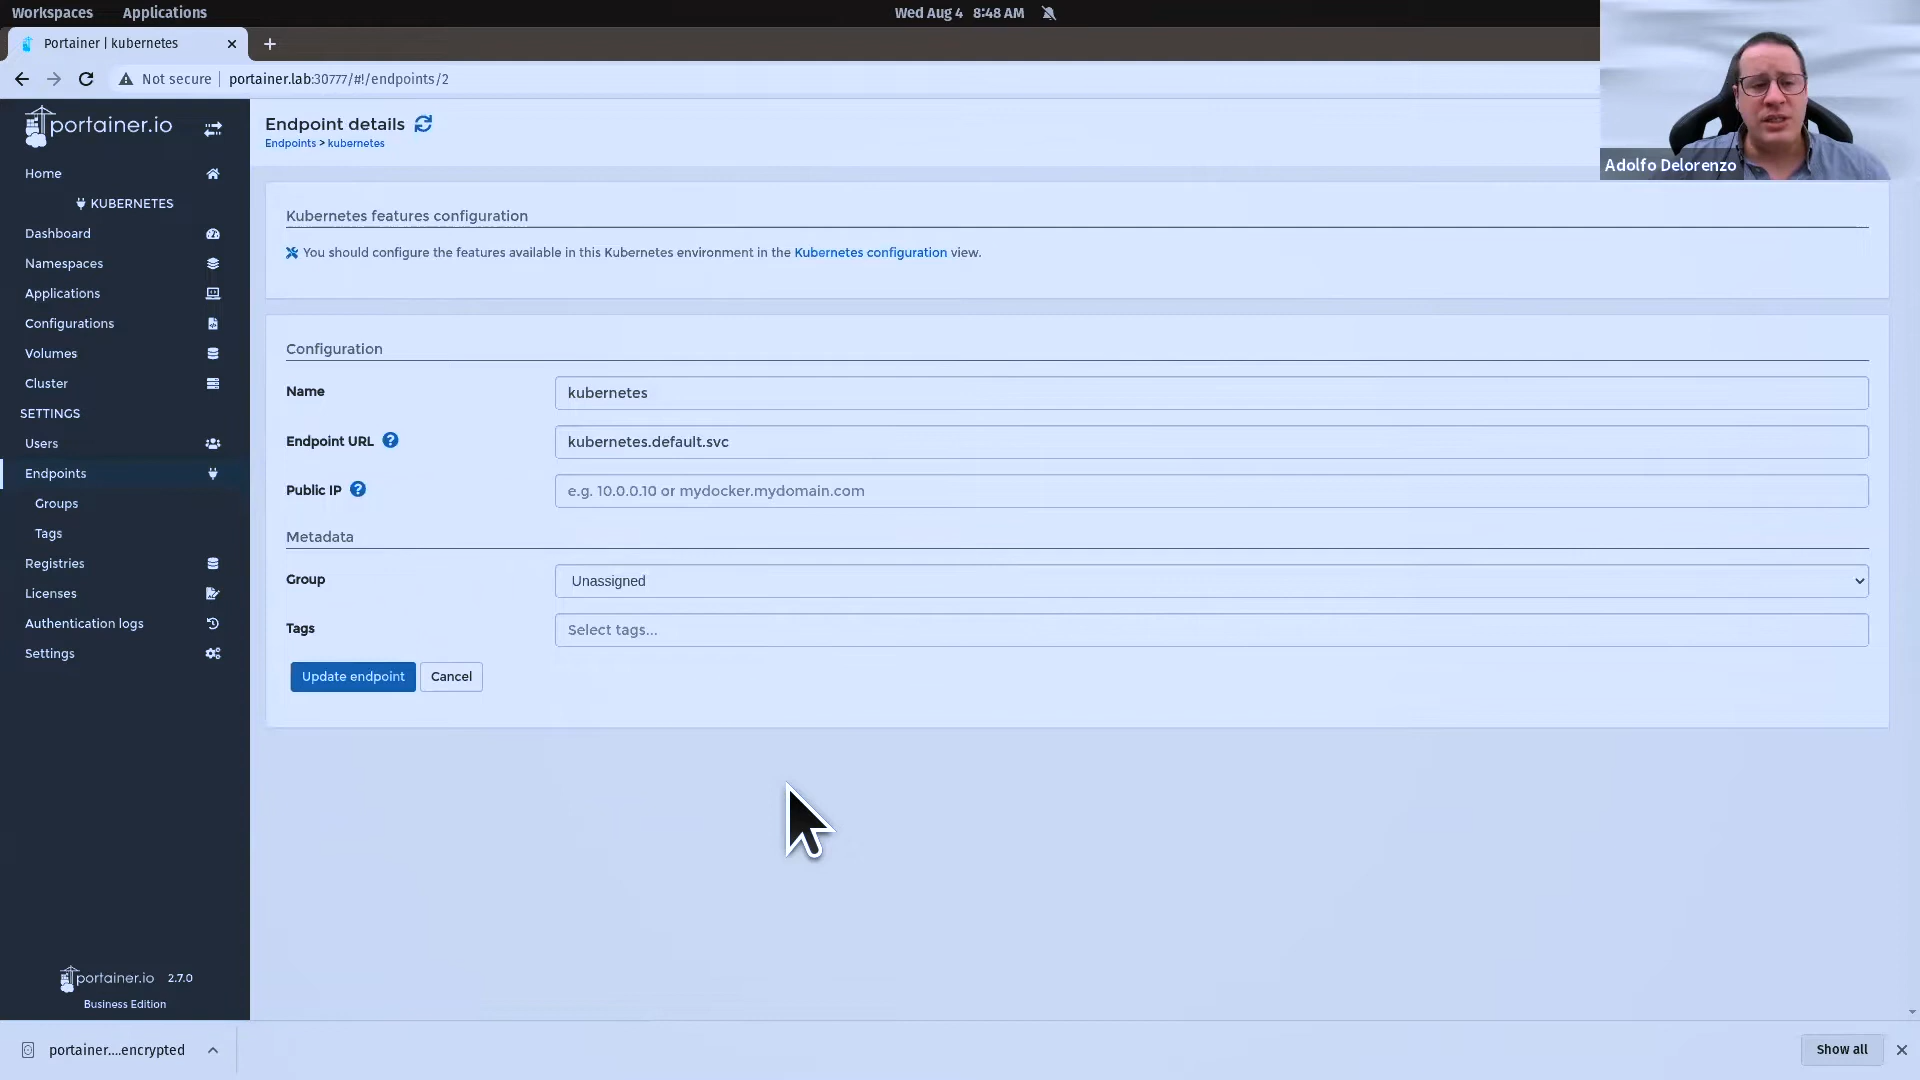 Workspaces Applications Wed Aug 4 8:48 AM
Portainer | kubernetes
Not secure portainer.lab:30777/#!/endpoints/2
Adolfo Delorenzo
portainer.io
Home
KUBERNETES
Dashboard
Namespaces
Applications
Configurations
Volumes
Cluster
SETTINGS
Users
Endpoints
Groups
Tags
Registries
Licenses
Authentication logs
Settings
portainer.io 2.7.0
Business Edition
Endpoint details
Endpoints > kubernetes
Kubernetes features configuration
You should configure the features available in this Kubernetes environment in the Kubernetes configuration view.
Configuration
Name kubernetes
Endpoint URL kubernetes.default.svc
Public IP e.g. 10.0.0.10 or mydocker.mydomain.com
Metadata
Group Unassigned
Tags Select tags...
Update endpoint Cancel
portainer....encrypted Show all